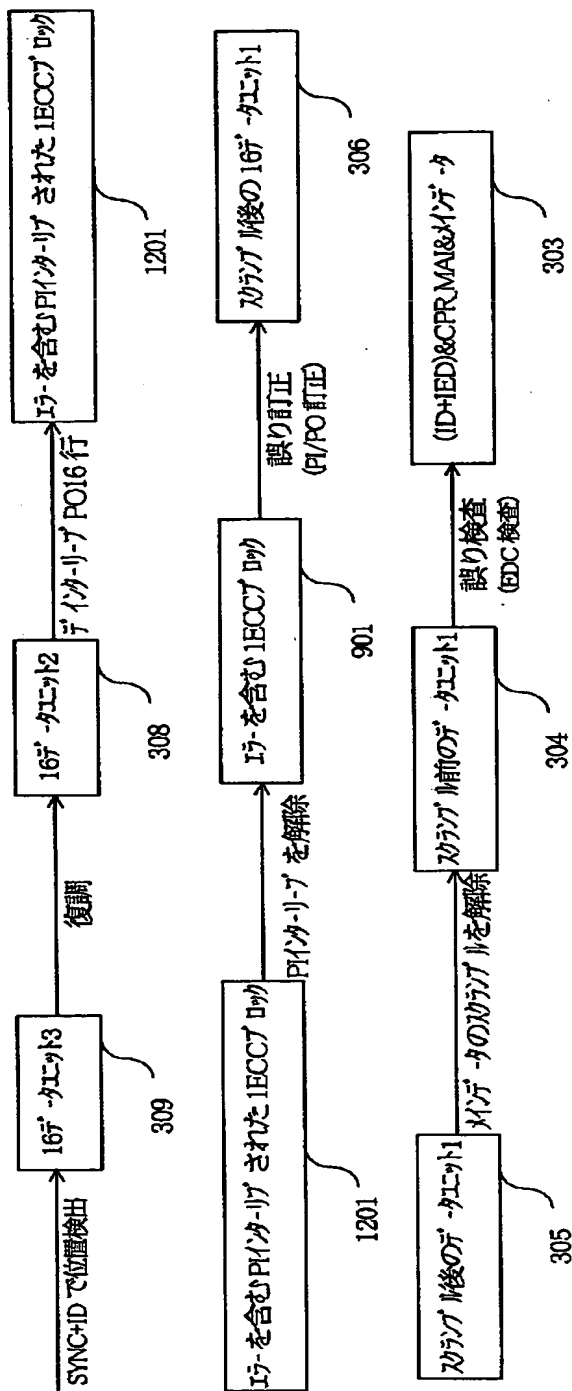 SYNC+IDで位置検出
16データユニット3
309
復調
16データユニット2
308
デインターリーブPO16行
エラーを含むPIインターリーブされた1ECCブロック
1201
エラーを含むPIインターリーブされた1ECCブロック
1201
PIインターリーブを解除
エラーを含む1ECCブロック
901
誤り訂正
(PI/PO訂正)
スクランブル後の16データユニット1
306
スクランブル後のデータユニット1
305
メインデータのスクランブルを解除
スクランブル前のデータユニット1
304
誤り検査
(EDC検査)
(ID+IED)&CPR_MAI&メインデータ
303